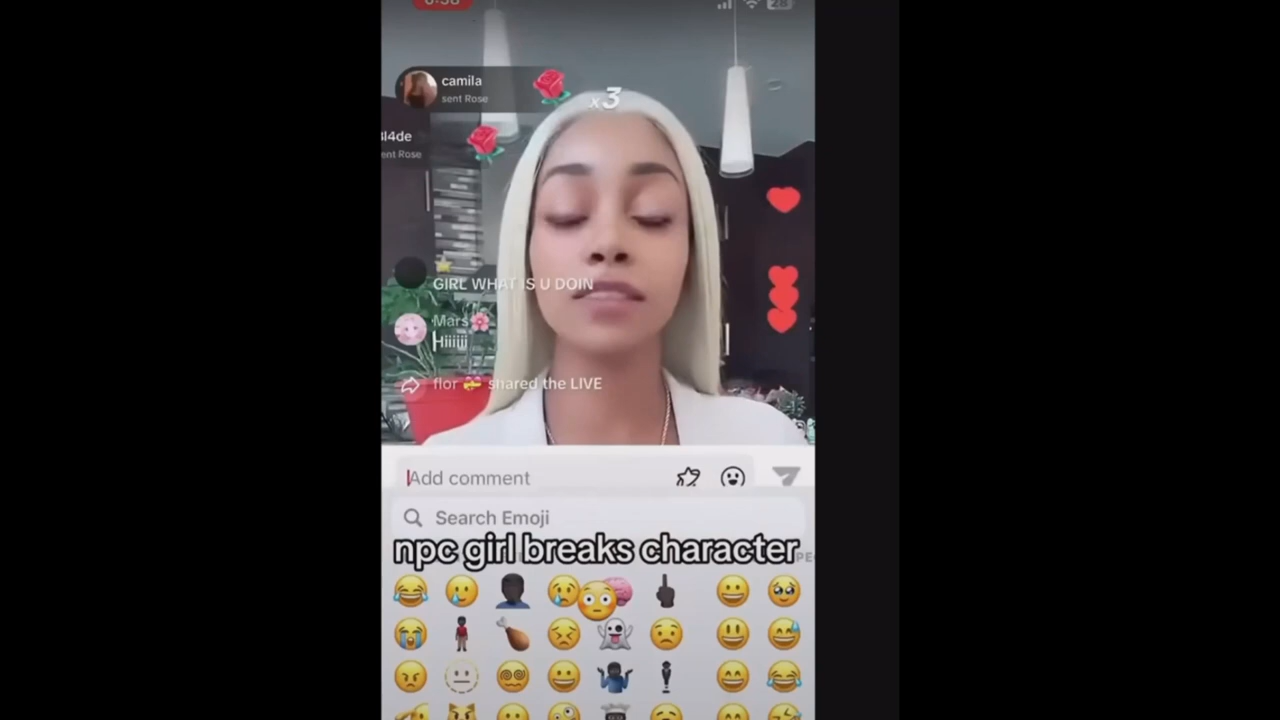 camila
sent Rose
x3
3l4de
ent Rose
GIRL WHAT IS U DOIN
Mars
Hiiiiii
flor shared the LIVE
Add comment
Search Emoji
npc girl breaks character